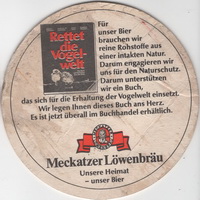 Rettet
die
Vogel-
welt
Für
unser Bier
brauchen wir
reine Rohstoffe aus
einer intakten Natur.
Darum engagieren wir
uns für den Naturschutz.
Darum unterstützen
wir ein Buch,
das sich für die Erhaltung der Vogelwelt einsetzt.
Wir legen Ihnen dieses Buch ans Herz.
Es ist jetzt überall im Buchhandel erhältlich.
Meckatzer Löwenbräu
Unsere Heimat
– unser Bier